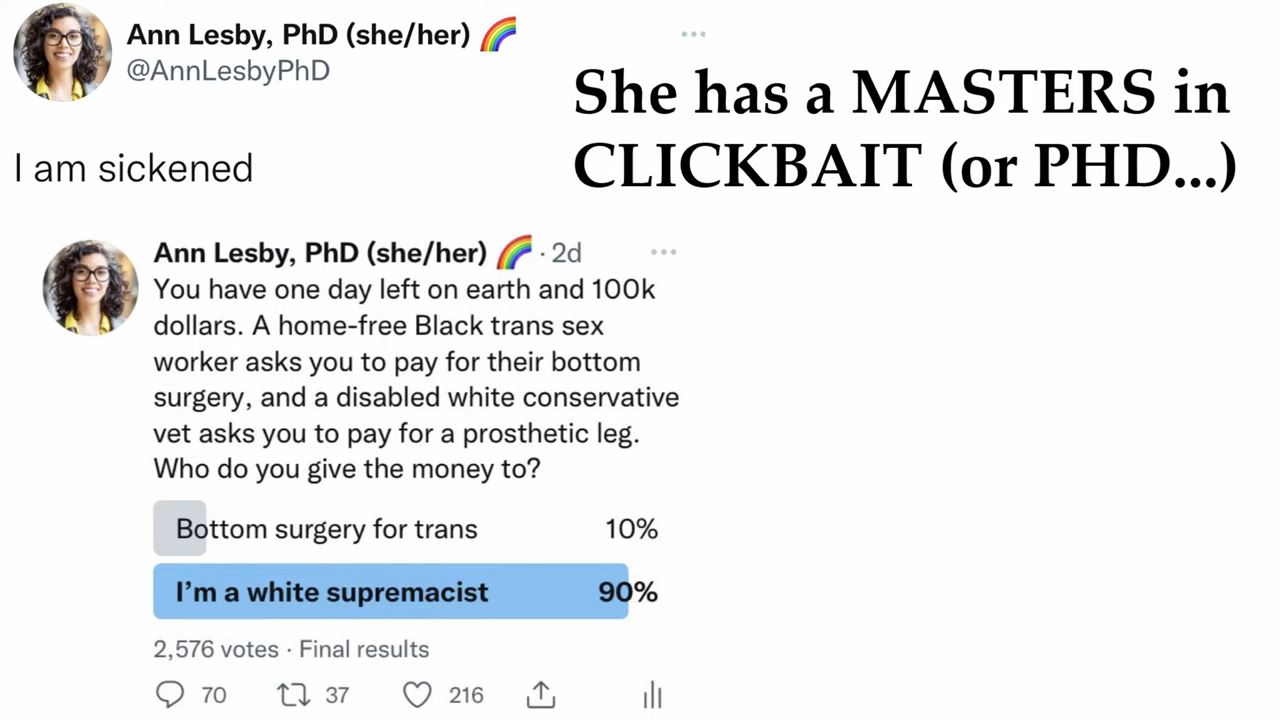 Ann Lesby, PhD (she/her) 🌈
@AnnLesbyPhD
She has a MASTERS in
CLICKBAIT (or PHD...)
I am sickened
Ann Lesby, PhD (she/her) 🌈 · 2d
You have one day left on earth and 100k
dollars. A home-free Black trans sex
worker asks you to pay for their bottom
surgery, and a disabled white conservative
vet asks you to pay for a prosthetic leg.
Who do you give the money to?
Bottom surgery for trans 10%
I'm a white supremacist 90%
2,576 votes · Final results
70 37 216